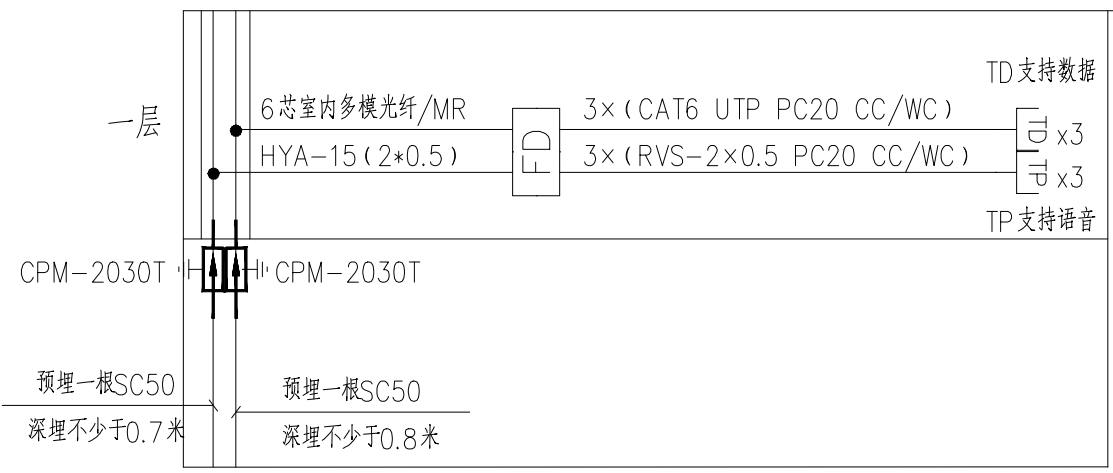 TD支持数据
一层
6芯室内多模光纤/MR
3×(CAT6 UTP PC20 CC/WC)
TD x3
HYA-15(2*0.5)
FD
3×(RVS-2×0.5 PC20 CC/WC)
TP x3
TP支持语音
CPM-2030T
CPM-2030T
预埋一根SC50
深埋不少于0.7米
预埋一根SC50
深埋不少于0.8米